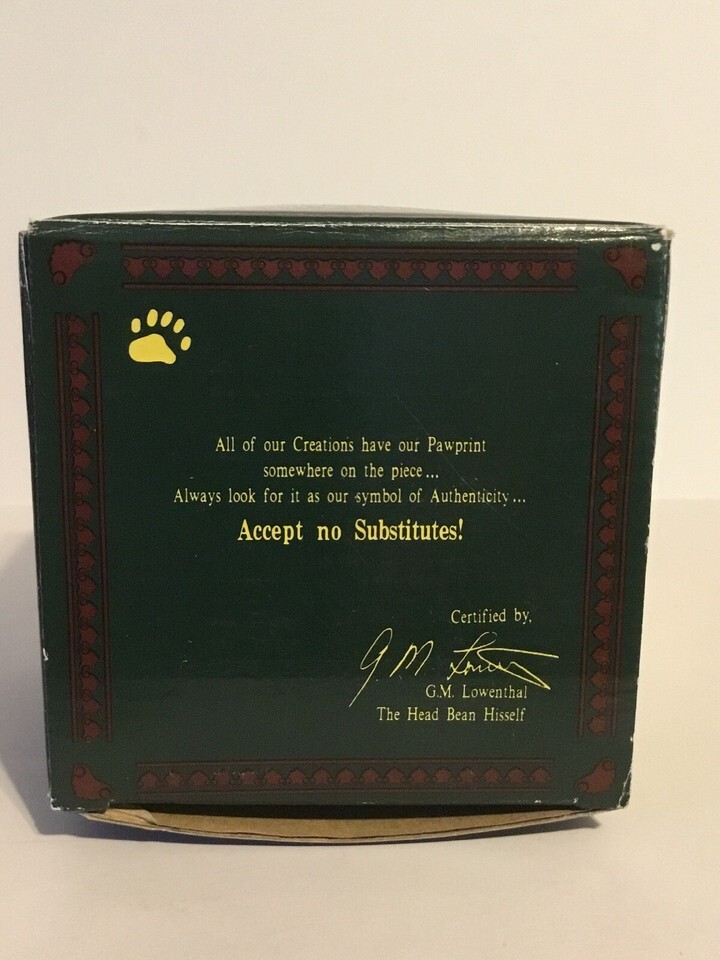 All of our Creations have our Pawprint
somewhere on the piece...
Always look for it as our symbol of Authenticity...
Accept no Substitutes!
Certified by,
G.M. Lowenthal
The Head Bean Hisself